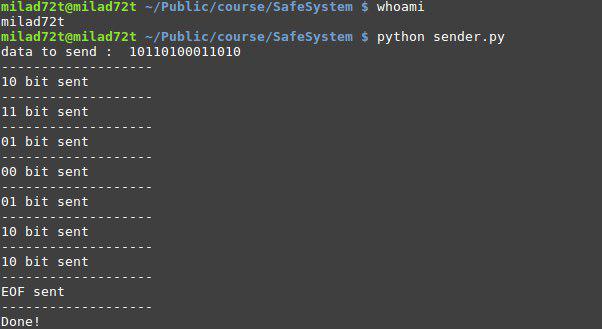 milad72t@milad72t ~/Public/course/SafeSystem $ whoami
milad72t
milad72t@milad72t ~/Public/course/SafeSystem $ python sender.py
data to send :  10110100011010
-------------------
10 bit sent
-------------------
11 bit sent
-------------------
01 bit sent
-------------------
00 bit sent
-------------------
01 bit sent
-------------------
10 bit sent
-------------------
10 bit sent
-------------------
EOF sent
-------------------
Done!